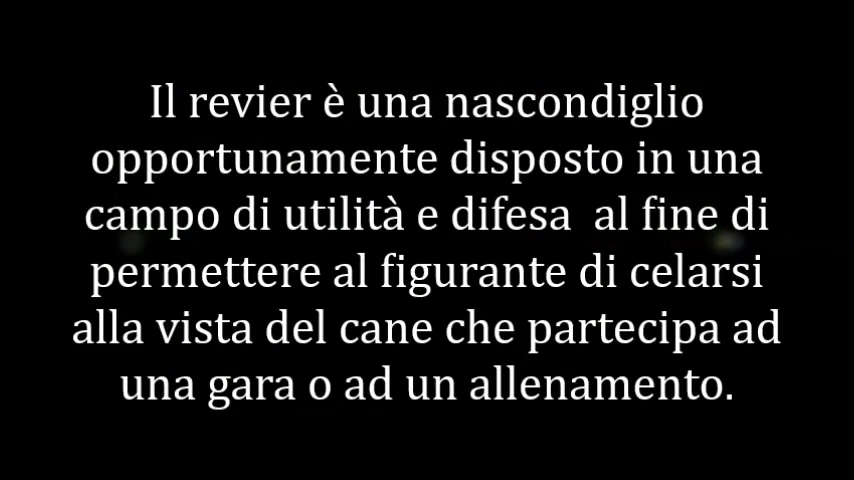 Il revier è una nascondiglio
opportunamente disposto in una
campo di utilità e difesa  al fine di
permettere al figurante di celarsi
alla vista del cane che partecipa ad
una gara o ad un allenamento.